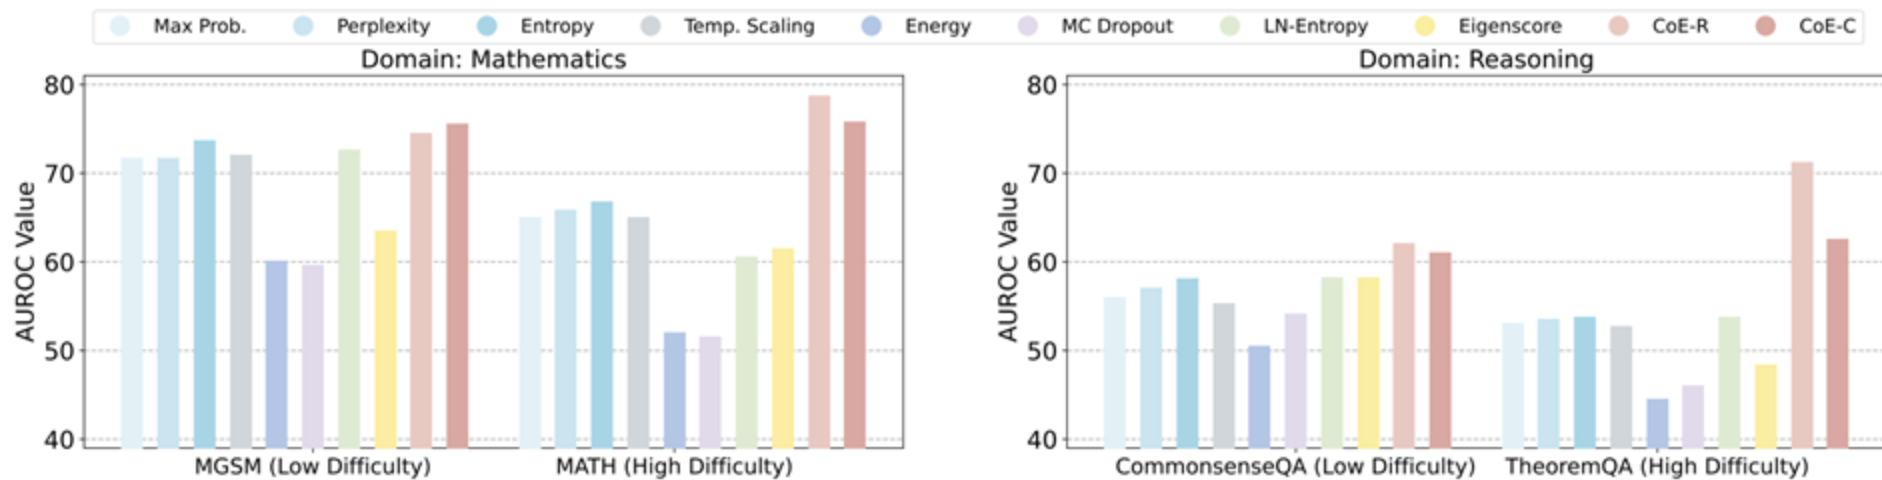 Max Prob. Perplexity Entropy Temp. Scaling Energy MC Dropout LN-Entropy Eigenscore CoE-R CoE-C
Domain: Mathematics
AUROC Value
80
70
60
50
40
MGSM (Low Difficulty) MATH (High Difficulty)
Domain: Reasoning
AUROC Value
80
70
60
50
40
CommonsenseQA (Low Difficulty) TheoremQA (High Difficulty)